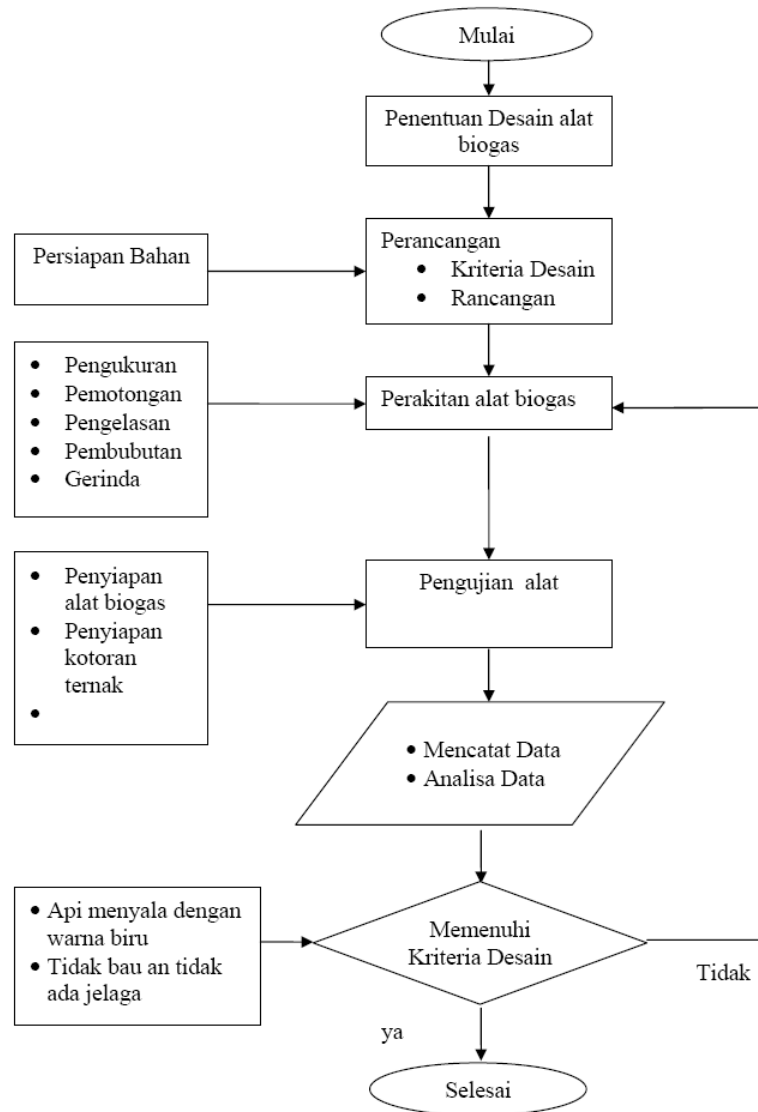 Mulai
Penentuan Desain alat
biogas
Persiapan Bahan
Perancangan
• Kriteria Desain
• Rancangan
• Pengukuran
• Pemotongan
• Pengelasan
• Pembubutan
• Gerinda
Perakitan alat biogas
• Penyiapan
alat biogas
• Penyiapan
kotoran
ternak
•
Pengujian alat
• Mencatat Data
• Analisa Data
• Api menyala dengan
warna biru
• Tidak bau an tidak
ada jelaga
Memenuhi
Kriteria Desain
Tidak
ya
Selesai